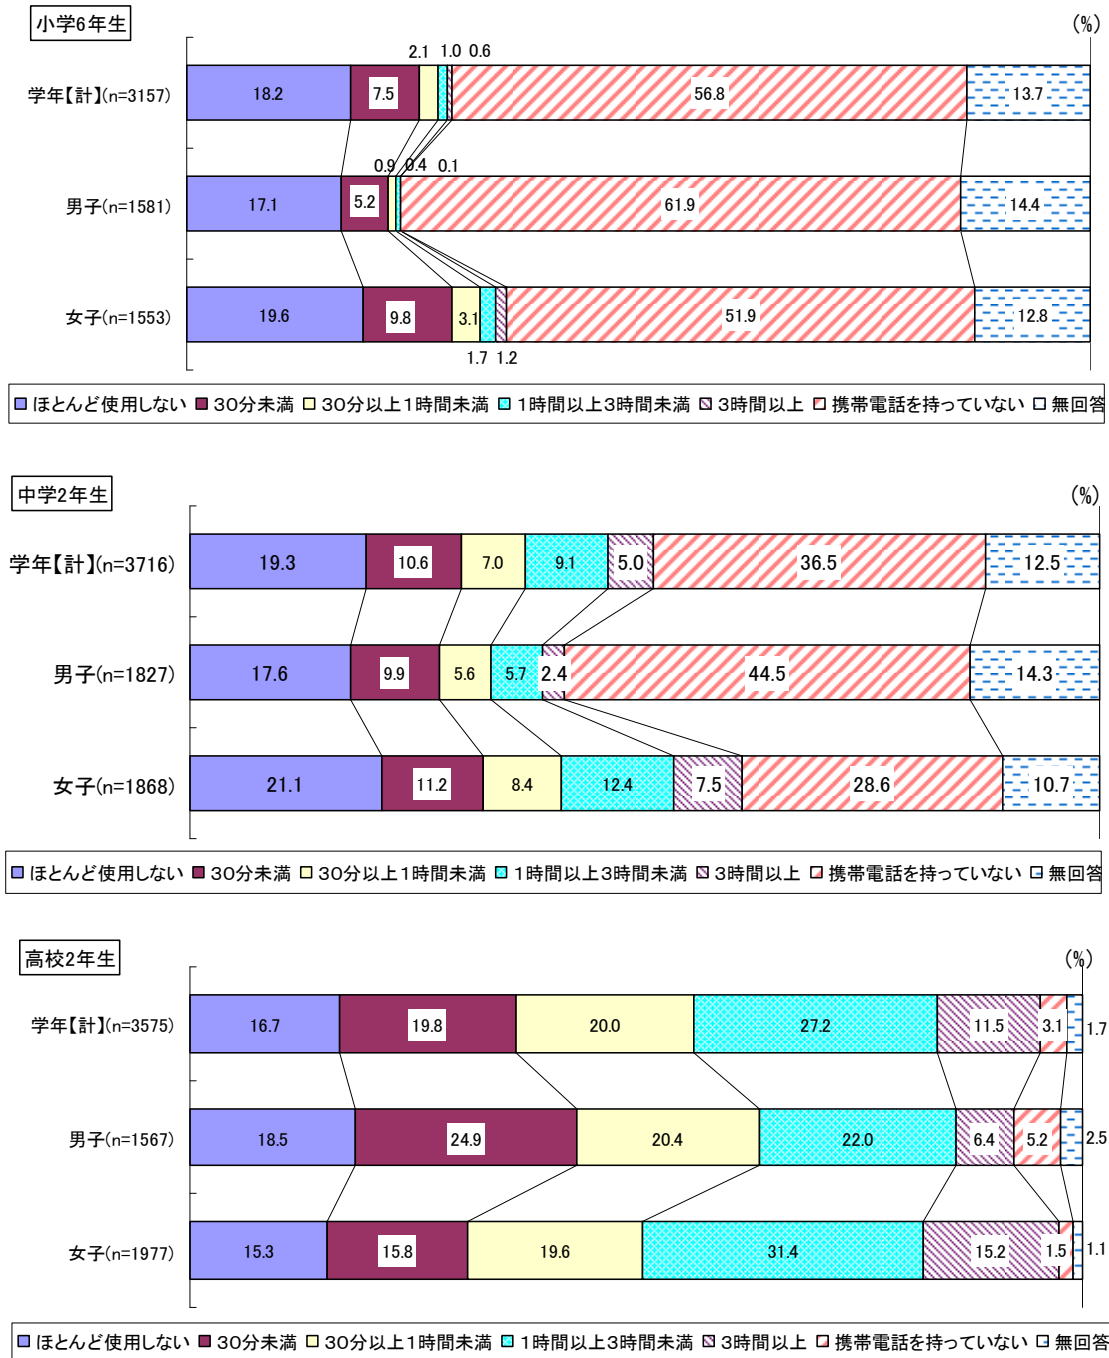 小学6年生
(%)
2.1 1.0 0.6
学年【計】(n=3157) 18.2 7.5 56.8 13.7
0.9 0.4 0.1
男子(n=1581) 17.1 5.2 61.9 14.4
女子(n=1553) 19.6 9.8 3.1 51.9 12.8
1.7 1.2
ほとんど使用しない 30分未満 30分以上1時間未満 1時間以上3時間未満 3時間以上 携帯電話を持っていない 無回答
中学2年生
(%)
学年【計】(n=3716) 19.3 10.6 7.0 9.1 5.0 36.5 12.5
男子(n=1827) 17.6 9.9 5.6 5.7 2.4 44.5 14.3
女子(n=1868) 21.1 11.2 8.4 12.4 7.5 28.6 10.7
ほとんど使用しない 30分未満 30分以上1時間未満 1時間以上3時間未満 3時間以上 携帯電話を持っていない 無回答
高校2年生
(%)
学年【計】(n=3575) 16.7 19.8 20.0 27.2 11.5 3.1 1.7
男子(n=1567) 18.5 24.9 20.4 22.0 6.4 5.2 2.5
女子(n=1977) 15.3 15.8 19.6 31.4 15.2 1.5 1.1
ほとんど使用しない 30分未満 30分以上1時間未満 1時間以上3時間未満 3時間以上 携帯電話を持っていない 無回答